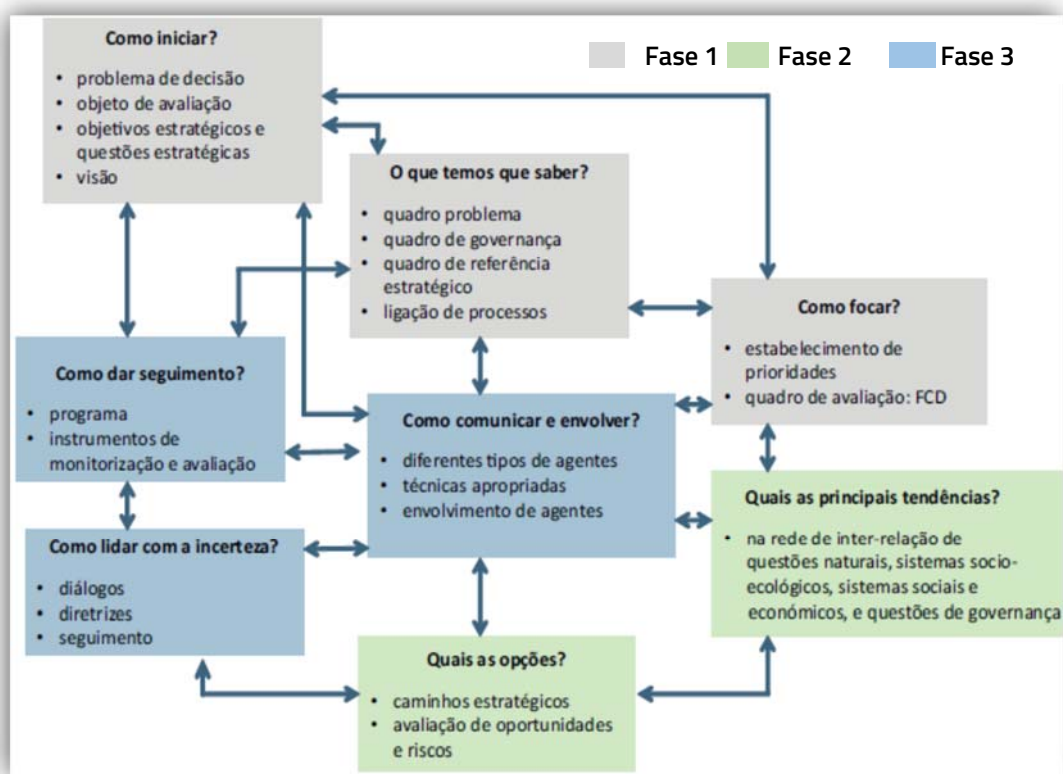 Como iniciar?
• problema de decisão
• objeto de avaliação
• objetivos estratégicos e
questões estratégicas
• visão
Fase 1
Fase 2
Fase 3
O que temos que saber?
• quadro problema
• quadro de governança
• quadro de referência
estratégico
• ligação de processos
Como focar?
• estabelecimento de
prioridades
• quadro de avaliação: FCD
Como dar seguimento?
• programa
• instrumentos de
monitorização e avaliação
Como comunicar e envolver?
• diferentes tipos de agentes
• técnicas apropriadas
• envolvimento de agentes
Quais as principais tendências?
• na rede de inter-relação de
questões naturais, sistemas socio-
ecológicos, sistemas sociais e
económicos, e questões de governança
Como lidar com a incerteza?
• diálogos
• diretrizes
• seguimento
Quais as opções?
• caminhos estratégicos
• avaliação de oportunidades
e riscos